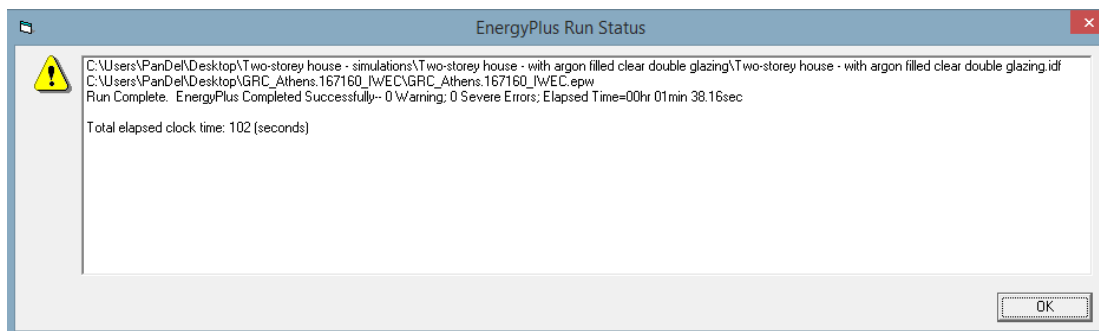 EnergyPlus Run Status
C:\Users\PanDel\Desktop\Two-storey house - simulations\Two-storey house - with argon filled clear double glazing\Two-storey house - with argon filled clear double glazing.idf
C:\Users\PanDel\Desktop\GRC_Athens.167160_IWEC\GRC_Athens.167160_IWEC.epw
Run Complete.  EnergyPlus Completed Successfully-- 0 Warning; 0 Severe Errors; Elapsed Time=00hr 01min 38.16sec
Total elapsed clock time: 102 (seconds)
OK